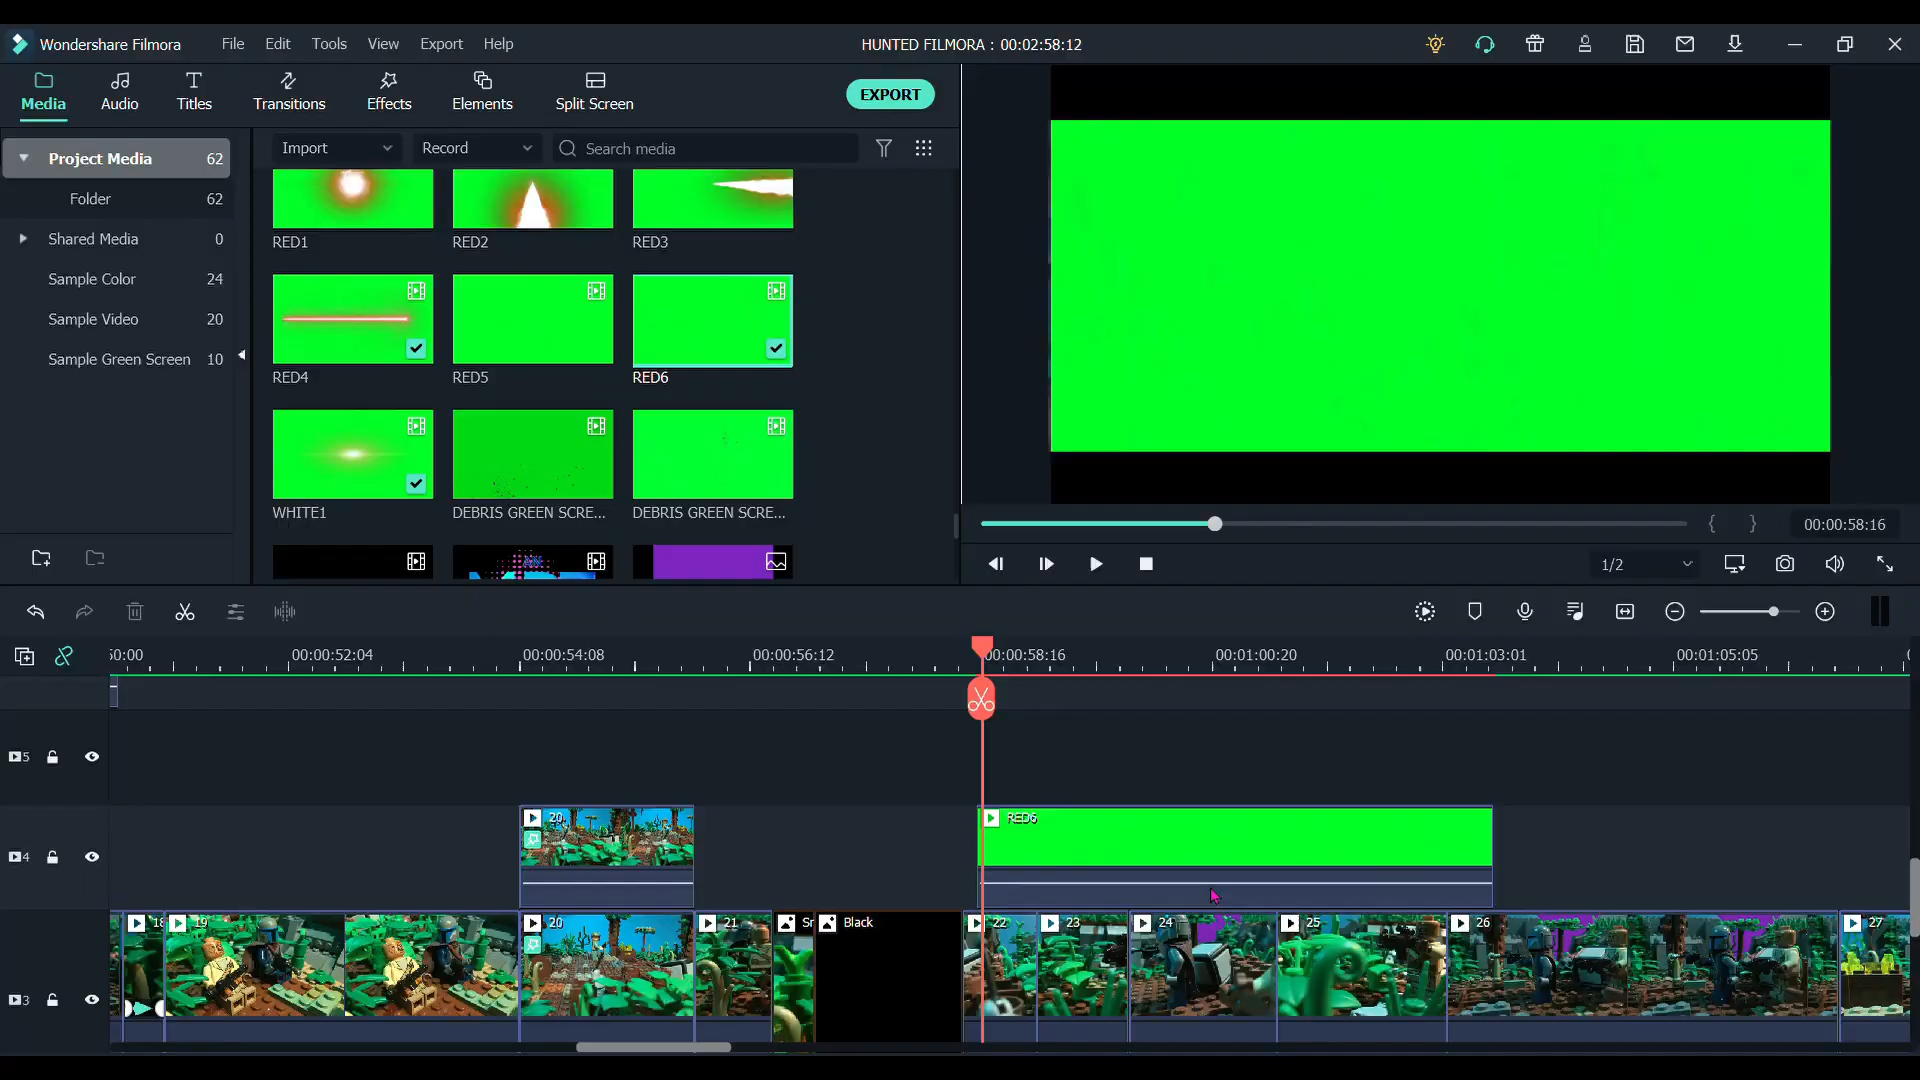 Wondershare Filmora File Edit Tools View Export Help HUNTED FILMORA : 00:02:58:12
Media Audio Titles Transitions Effects Elements Split Screen EXPORT
Project Media 62
Folder 62
Shared Media 0
Sample Color 24
Sample Video 20
Sample Green Screen 10
Import Record Search media
RED1 RED2 RED3
RED4 RED5 RED6
WHITE1 DEBRIS GREEN SCRE... DEBRIS GREEN SCRE...
00:00:58:16
1/2
50:00 00:00:52:04 00:00:54:08 00:00:56:12 00:00:58:16 00:01:00:20 00:01:03:01 00:01:05:05
5
4 20 RED6
3 18 19 20 21 Sr Black 22 23 24 25 26 27